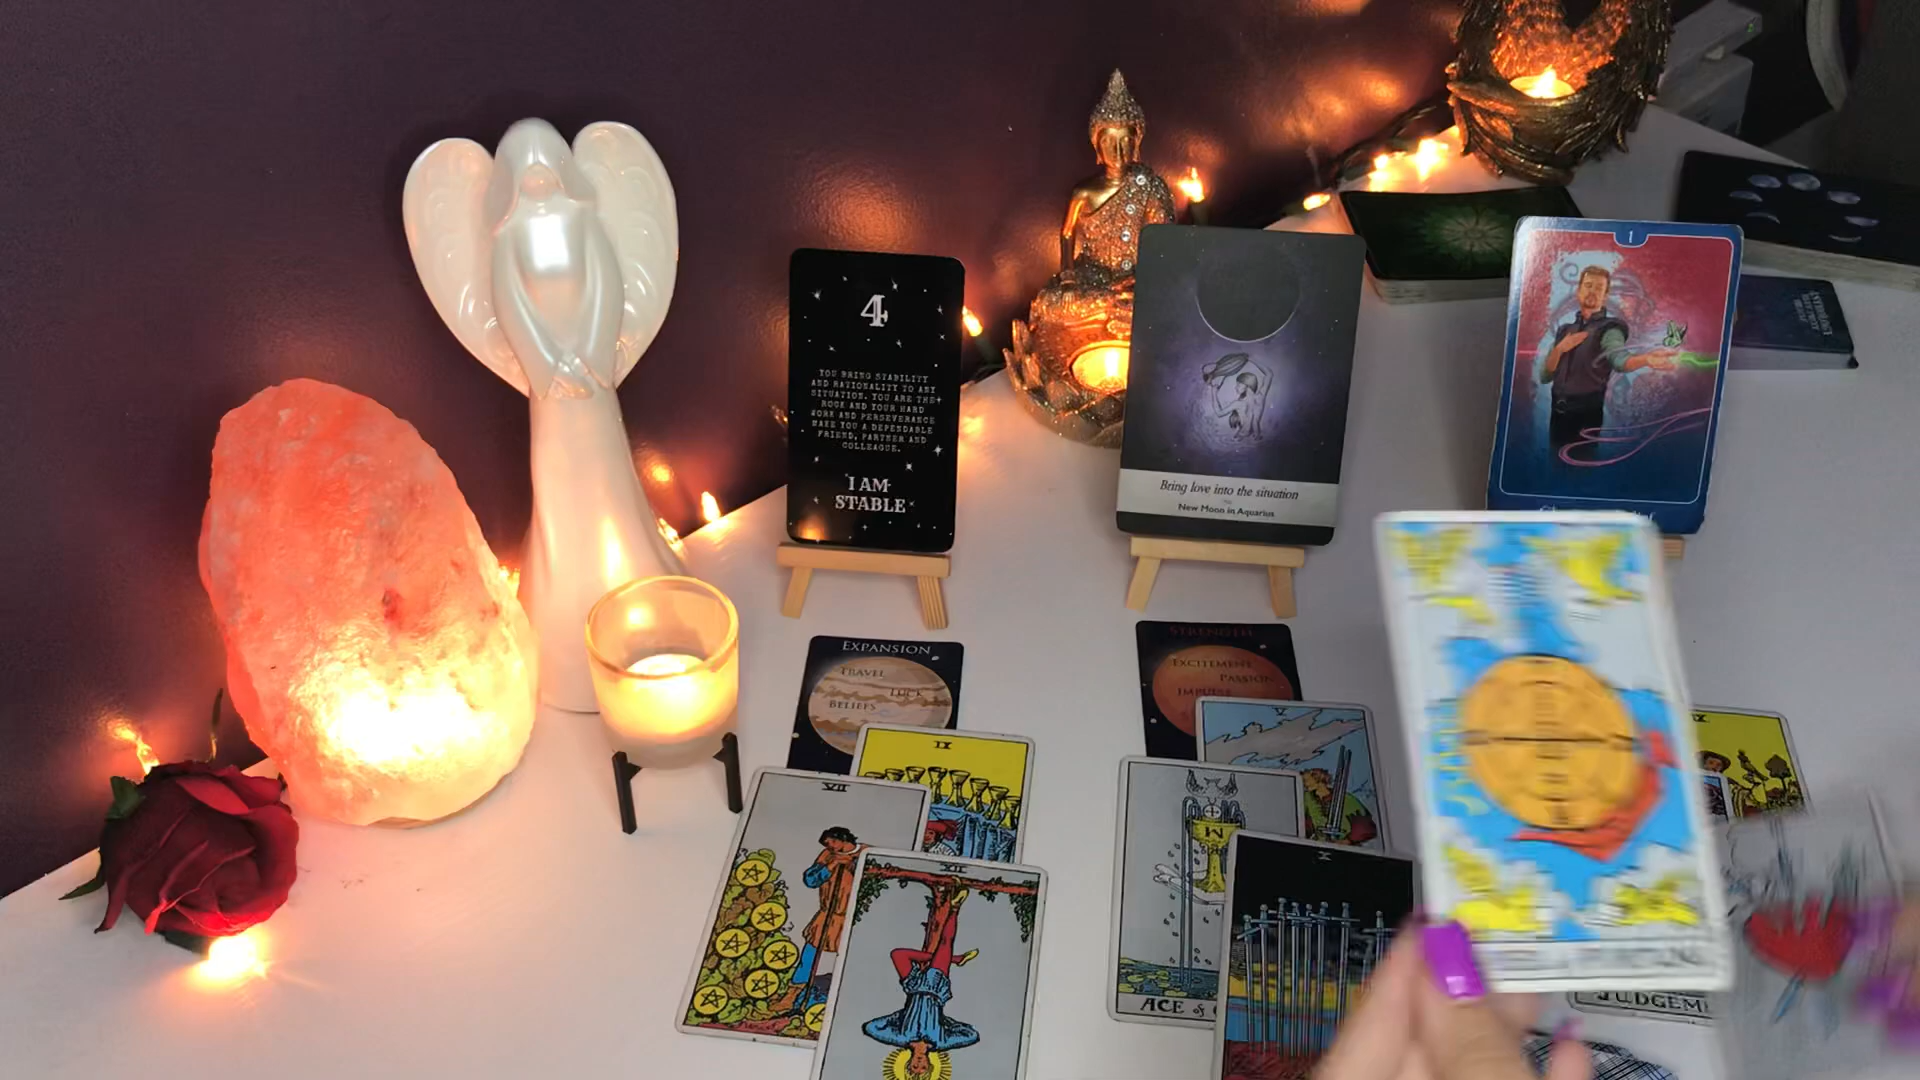 4
YOU BRING STABILITY
AND RATIONALITY TO ANY
SITUATION. YOU ARE THE
ROCK AND YOUR HARD
WORK AND PERSEVERANCE
MAKE YOU A DEPENDABLE
FRIEND, PARTNER AND
COLLEAGUE.
I AM
STABLE
Bring love into the situation
New Moon in Aquarius
1
EXPANSION
TRAVEL
LUCK
BELIEFS
STRENGTH
EXCITEMENT
PASSION
IMPULSE
IX
VII
XII
V
ACE of
X
JUDGEM